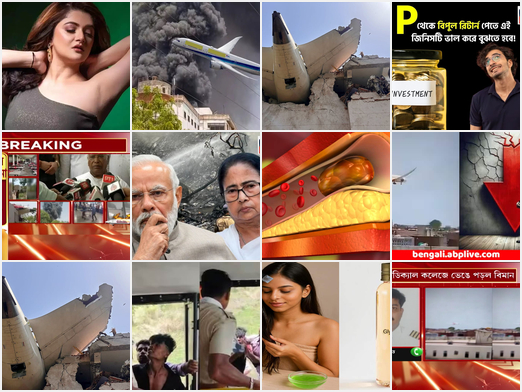 P থেকে বিপুল রিটার্ন পেতে এই
জিনিসটি ভাল করে বুঝতে হবে!
INVESTMENT
BREAKING
bengali.abplive.com
ডিক্যাল কলেজে ভেঙে পড়ল বিমান